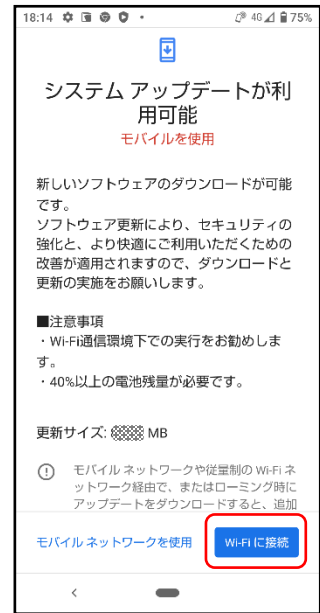 18:14 4G 75%
システム アップデートが利
用可能
モバイルを使用
新しいソフトウェアのダウンロードが可能
です。
ソフトウェア更新により、セキュリティの
強化と、より快適にご利用いただくための
改善が適用されますので、ダウンロードと
更新の実施をお願いします。
■注意事項
・Wi-Fi通信環境下での実行をお勧めしま
す。
・40%以上の電池残量が必要です。
更新サイズ: MB
モバイル ネットワークや従量制の Wi-Fi ネ
ットワーク経由で、またはローミング時に
アップデートをダウンロードすると、追加
モバイル ネットワークを使用 Wi-Fi に接続